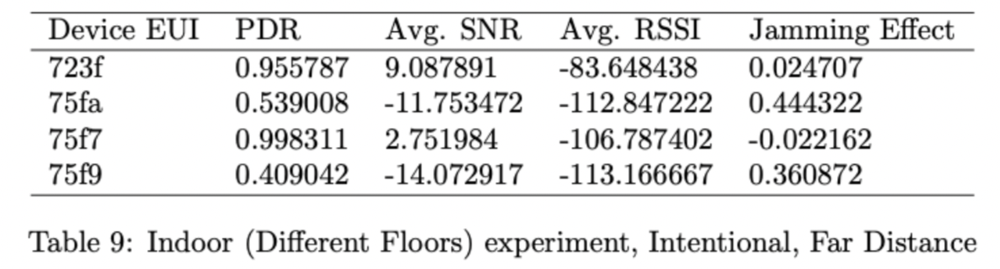 Device EUI PDR Avg. SNR Avg. RSSI Jamming Effect
723f 0.955787 9.087891 -83.648438 0.024707
75fa 0.539008 -11.753472 -112.847222 0.444322
75f7 0.998311 2.751984 -106.787402 -0.022162
75f9 0.409042 -14.072917 -113.166667 0.360872
Table 9: Indoor (Different Floors) experiment, Intentional, Far Distance